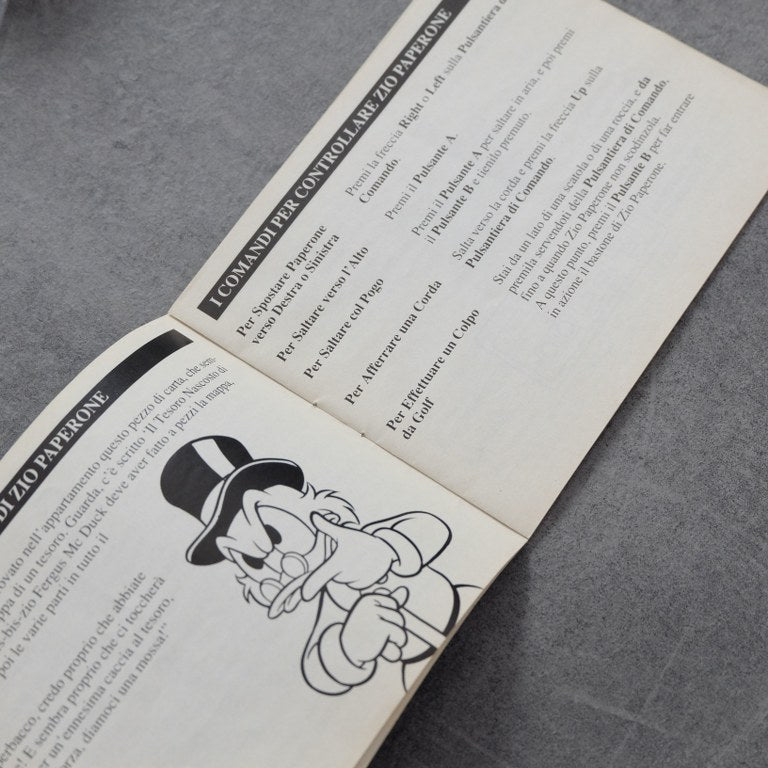 DI ZIO PAPERONE
nell'appartamento questo pezzo di carta, che sem-
di un tesoro. Guarda, c'è scritto 'Il Tesoro Nascosto di
zio Fergus Mc Duck deve aver fatto a pezzi la mappa,
poi le varie parti in tutto il
credo proprio che abbiate
E sembra proprio che ci toccherà
un'ennesima caccia al tesoro.
diamoci una mossa!"
I COMANDI PER CONTROLLARE ZIO PAPERONE
Per Spostare Paperone
verso Destra o Sinistra
Premi la freccia Right o Left sulla Pulsantiera di
Comando.
Per Saltare verso l'Alto
Premi il Pulsante A.
Per Saltare col Pogo
Premi il Pulsante A per saltare in aria, e poi premi
il Pulsante B e tienilo premuto.
Per Afferrare una Corda
Salta verso la corda e premi la freccia Up sulla
Pulsantiera di Comando.
Per Effettuare un Colpo
da Golf
Stai da un lato di una scatola o di una roccia, e da
premila servendoti della Pulsantiera di Comando,
fino a quando Zio Paperone non scodinzola.
A questo punto, premi il Pulsante B per far entrare
in azione il bastone di Zio Paperone.